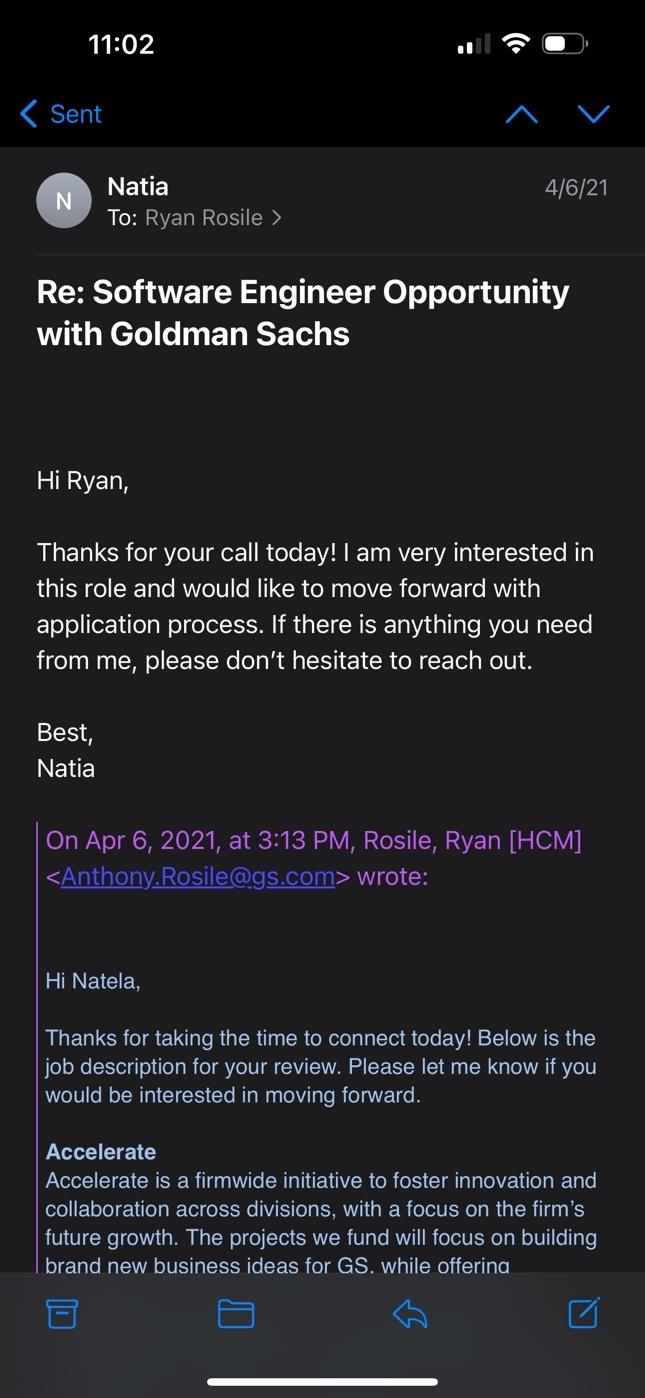 11:02
Sent
N
Natia
4/6/21
To: Ryan Rosile
Re: Software Engineer Opportunity
with Goldman Sachs
Hi Ryan,
Thanks for your call today! I am very interested in
this role and would like to move forward with
application process. If there is anything you need
from me, please don’t hesitate to reach out.
Best,
Natia
On Apr 6, 2021, at 3:13 PM, Rosile, Ryan [HCM]
<Anthony.Rosile@gs.com> wrote:
Hi Natela,
Thanks for taking the time to connect today! Below is the
job description for your review. Please let me know if you
would be interested in moving forward.
Accelerate
Accelerate is a firmwide initiative to foster innovation and
collaboration across divisions, with a focus on the firm’s
future growth. The projects we fund will focus on building
brand new business ideas for GS, while offering